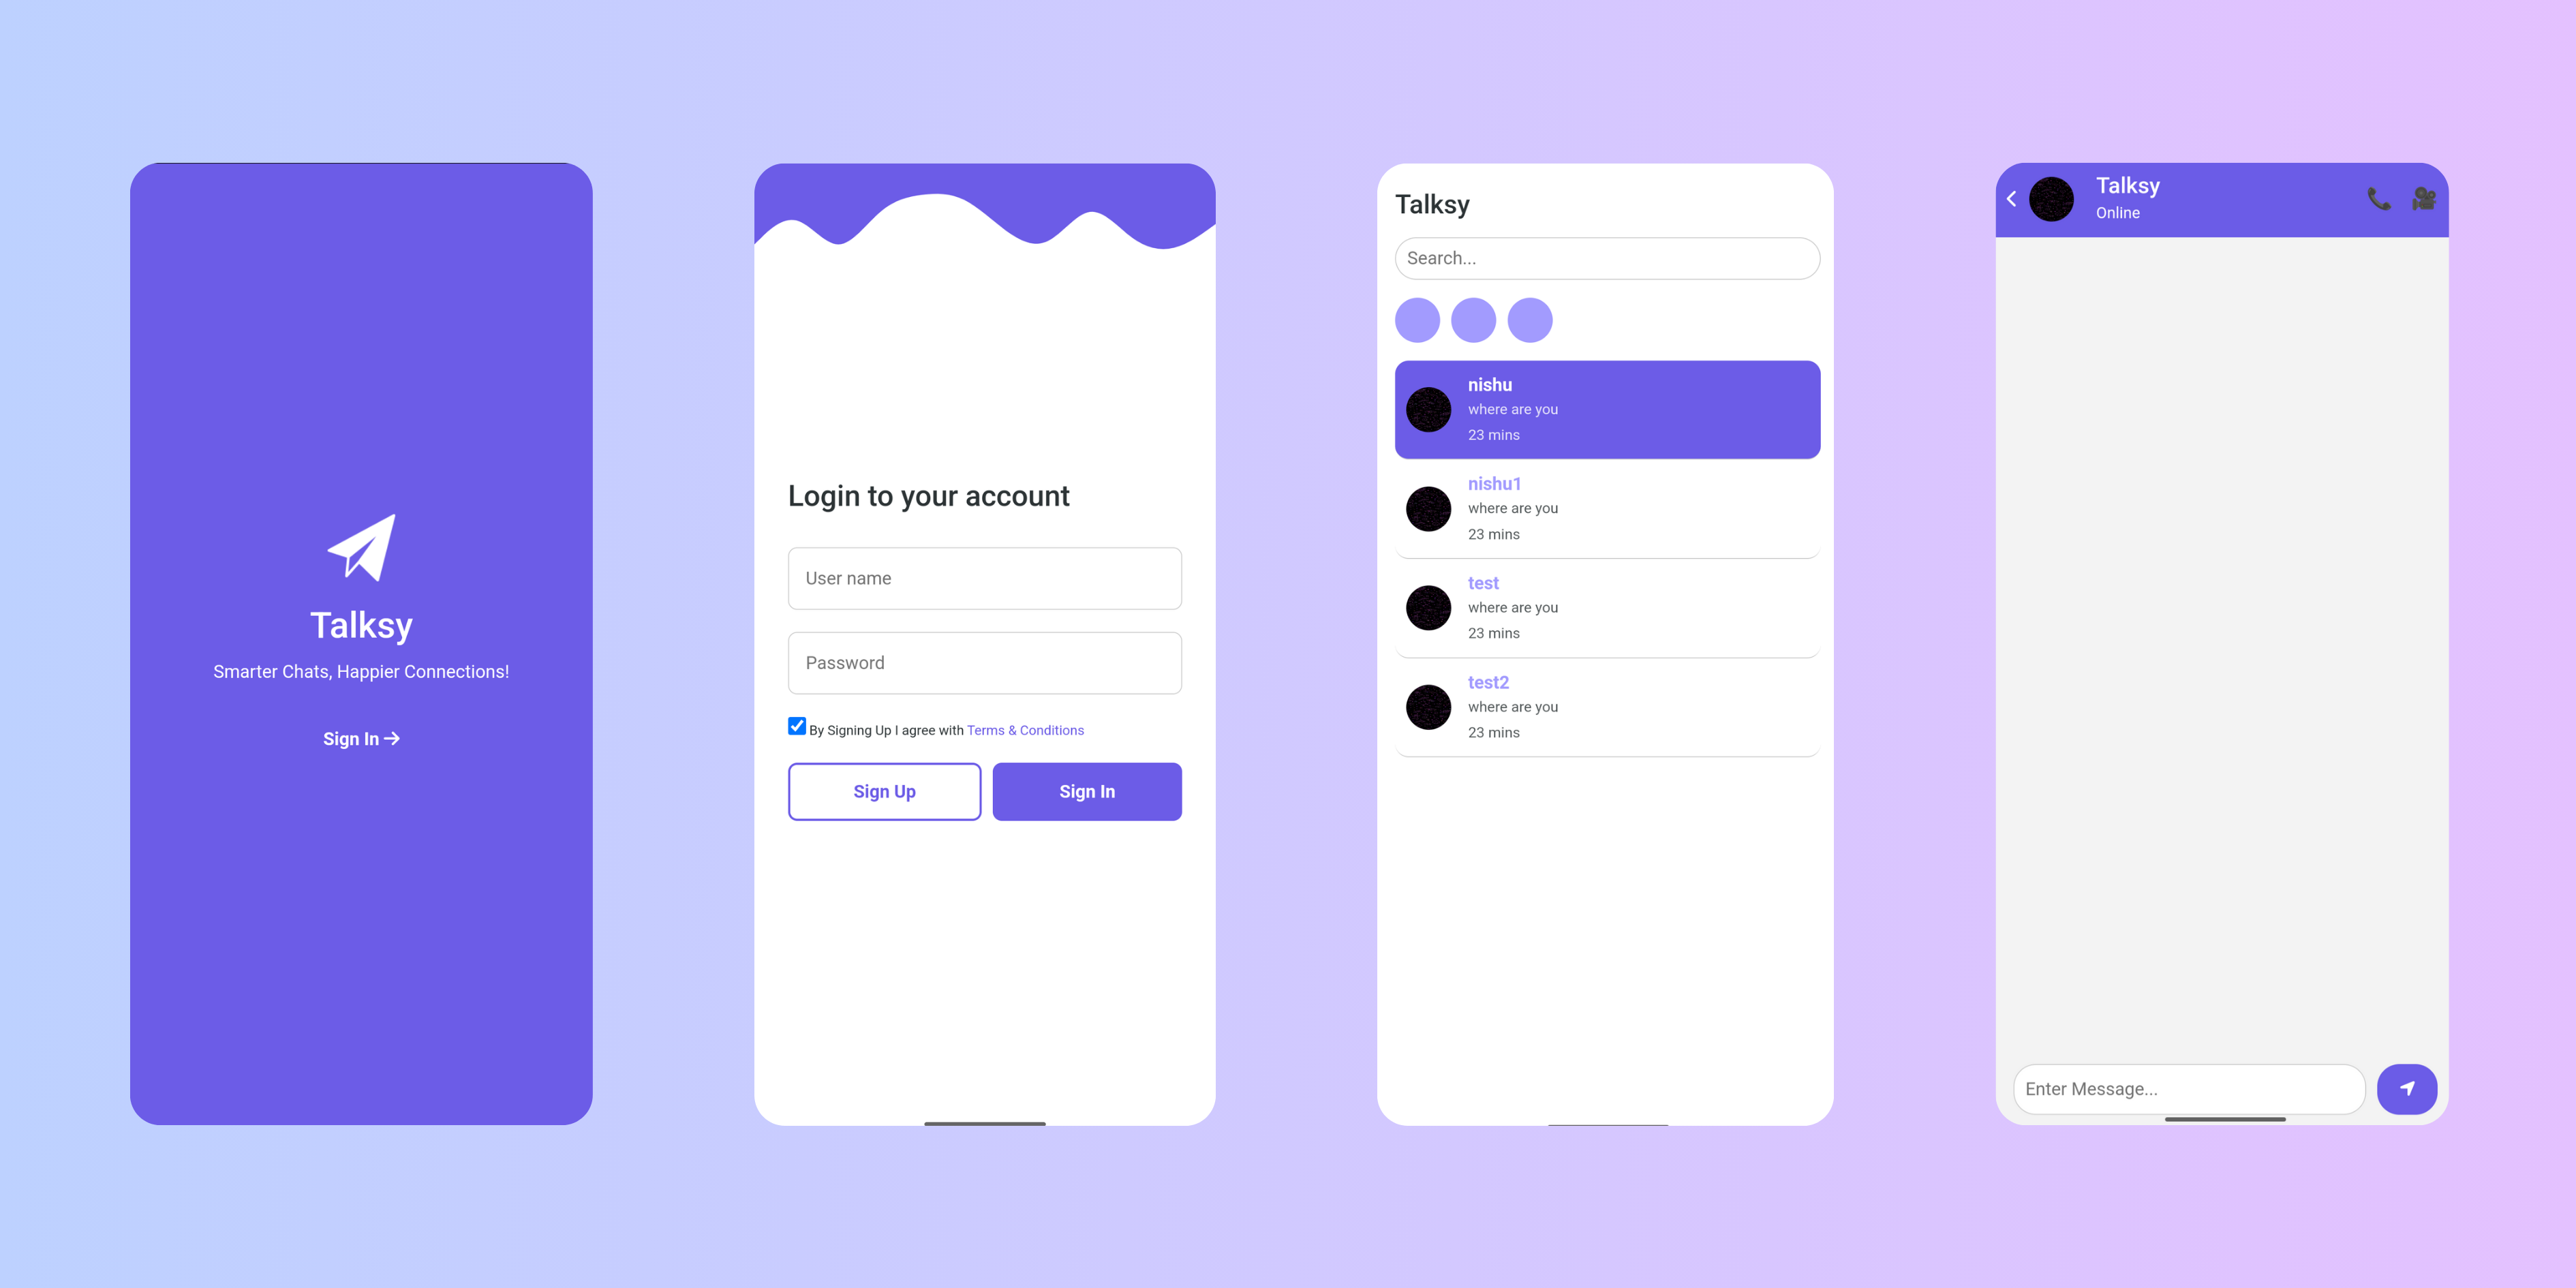 Talksy
Smarter Chats, Happier Connections!
Sign In
Login to your account
User name
Password
By Signing Up I agree with Terms & Conditions
Sign Up
Sign In
Talksy
Search...
nishu
where are you
23 mins
nishu1
where are you
23 mins
test
where are you
23 mins
test2
where are you
23 mins
Talksy
Online
Enter Message...